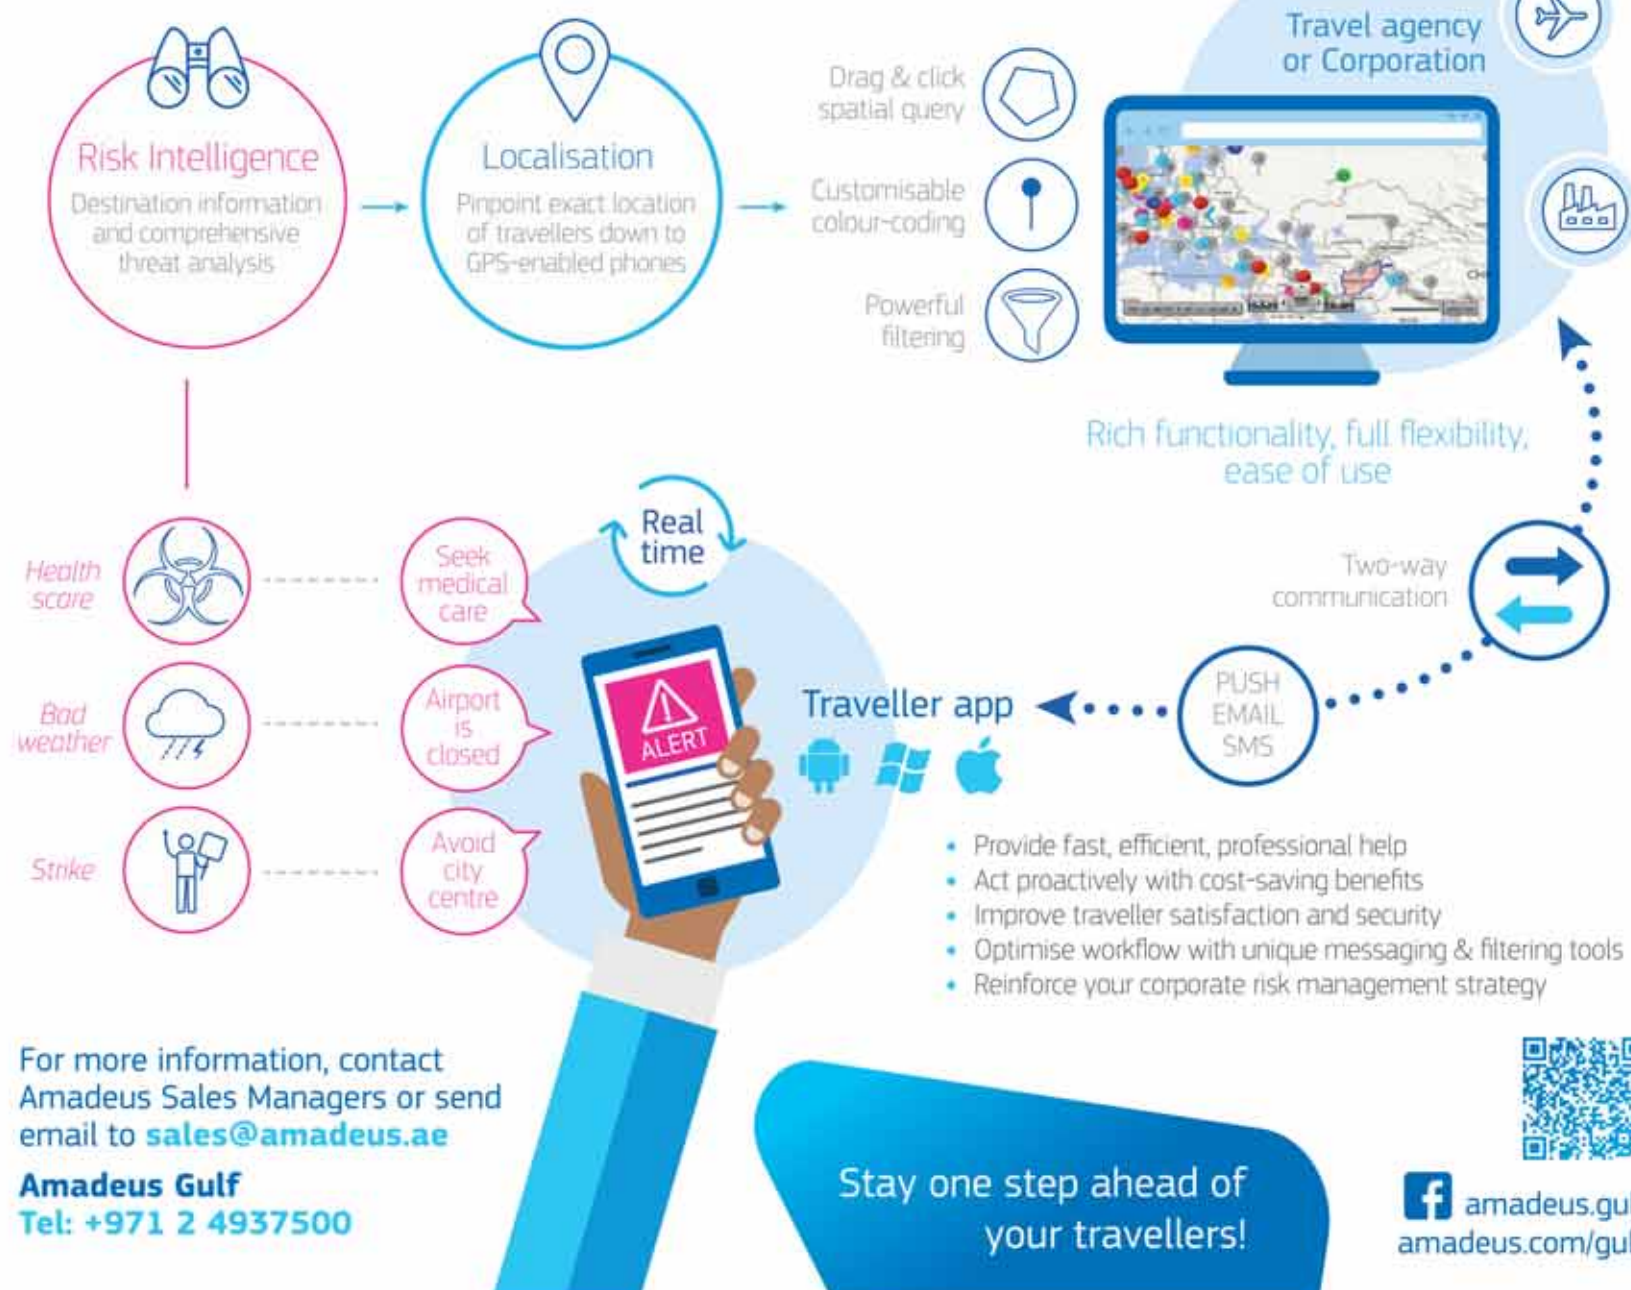 Travel agency
or Corporation
Risk Intelligence
Destination information
and comprehensive
threat analysis
Localisation
Pinpoint exact location
of travellers down to
GPS-enabled phones
Drag & click
spatial query
Customisable
colour-coding
Powerful
filtering
Rich functionality, full flexibility,
ease of use
Two-way
communication
Real
time
Health
scare
Seek
medical
care
Bad
weather
Airport
is
closed
Strike
Avoid
city
centre
ALERT
Traveller app
PUSH
EMAIL
SMS
• Provide fast, efficient, professional help
• Act proactively with cost-saving benefits
• Improve traveller satisfaction and security
• Optimise workflow with unique messaging & filtering tools
• Reinforce your corporate risk management strategy
For more information, contact
Amadeus Sales Managers or send
email to sales@amadeus.ae
Amadeus Gulf
Tel: +971 2 4937500
Stay one step ahead of
your travellers!
amadeus.gul
amadeus.com/gul